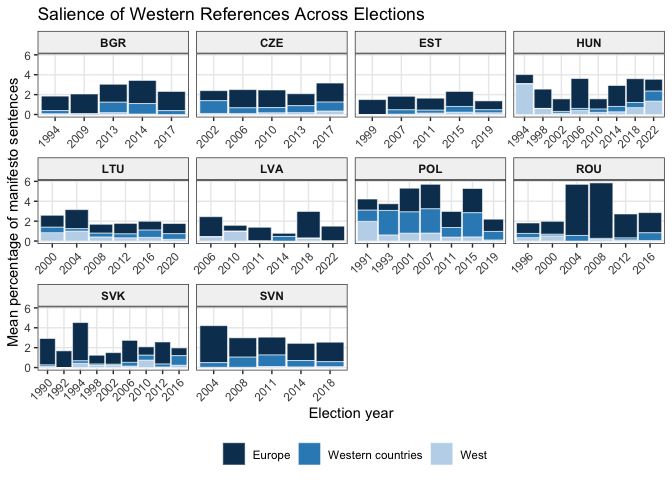 Salience of Western References Across Elections
Mean percentage of manifesto sentences
BGR CZE EST HUN
6
4
2
0
1994 2009 2013 2014 2017 2002 2006 2010 2013 2017 1999 2007 2011 2015 2019 1994 1998 2002 2006 2010 2014 2018 2022
LTU LVA POL ROU
6
4
2
0
2000 2004 2008 2012 2016 2020 2006 2010 2011 2014 2018 2022 1991 1993 2001 2007 2011 2015 2019 1996 2000 2004 2008 2012 2016
SVK SVN
6
4
2
0
1990 1992 1994 1998 2002 2006 2010 2012 2016 2004 2008 2011 2014 2018
Election year
Europe Western countries West